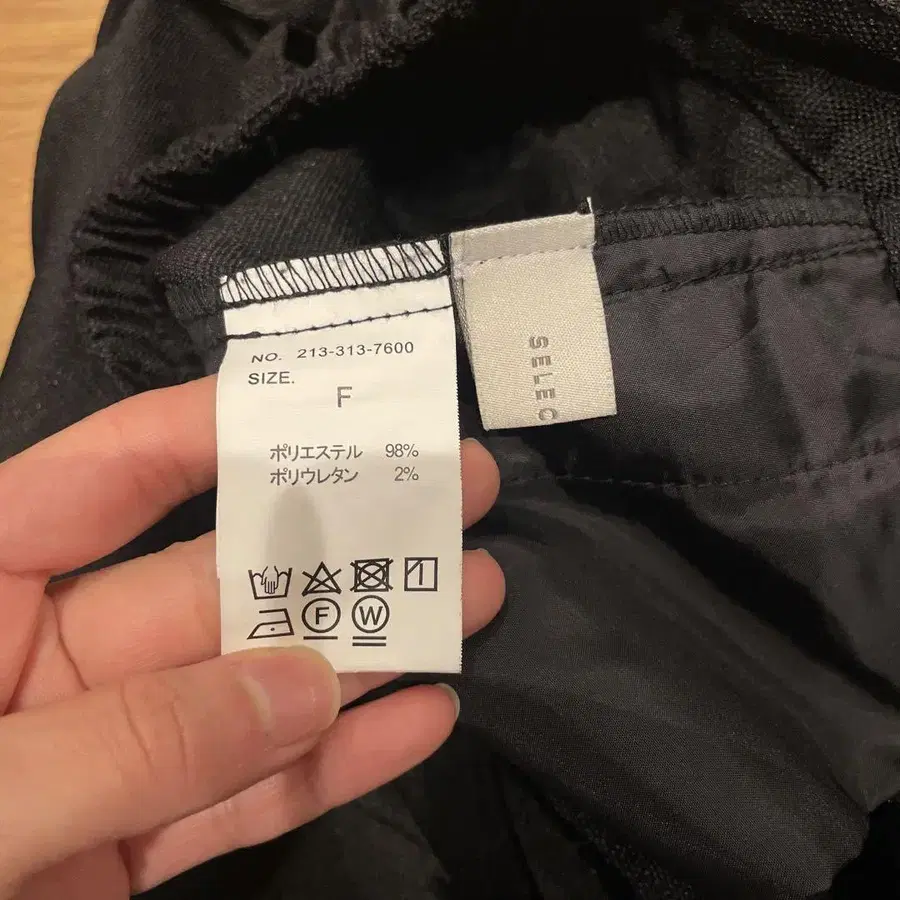 NO. 213-313-7600
SIZE.
F
ポリエステル 98%
ポリウレタン 2%
F W
SELEC